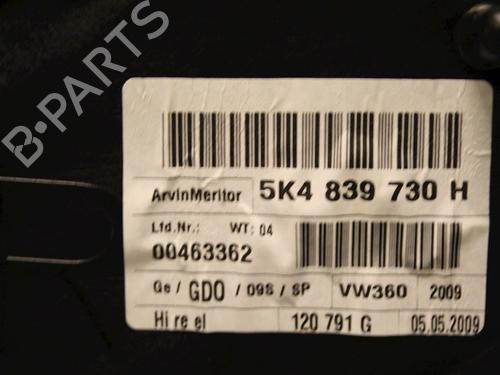 B-PARTS
ArvinMeritor 5K4 839 730 H
Lfd.Nr.: WT: 04
00463362
Ge / GDO / 09S / SP VW360 2009
Hi re el 120 791 G 05.05.2009